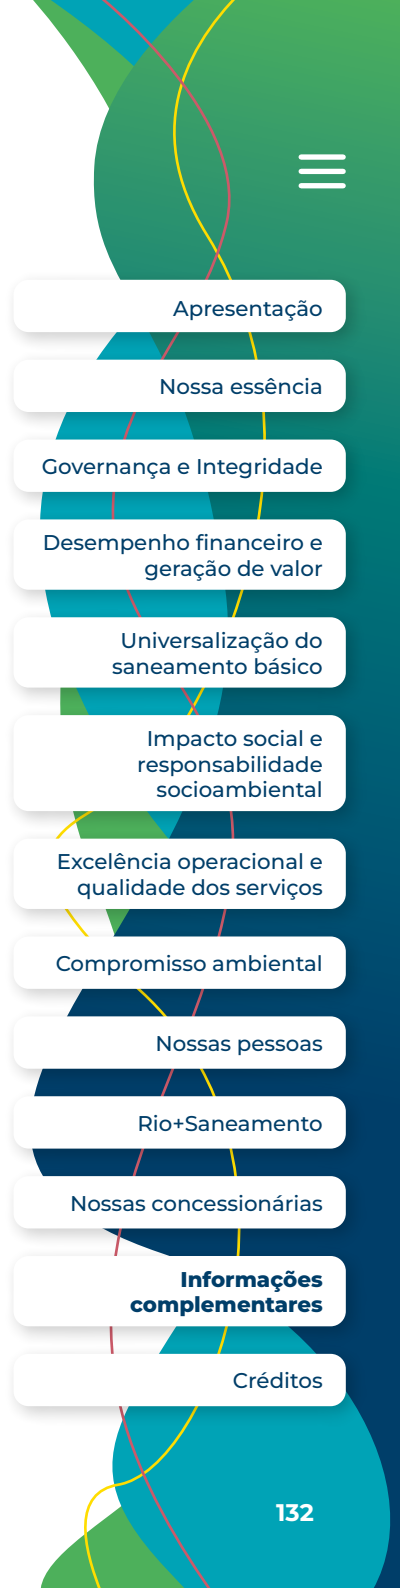 Apresentação
Nossa essência
Governança e Integridade
Desempenho financeiro e
geração de valor
Universalização do
saneamento básico
Impacto social e
responsabilidade
socioambiental
Excelência operacional e
qualidade dos serviços
Compromisso ambiental
Nossas pessoas
Rio+Saneamento
Nossas concessionárias
Informações
complementares
Créditos
132